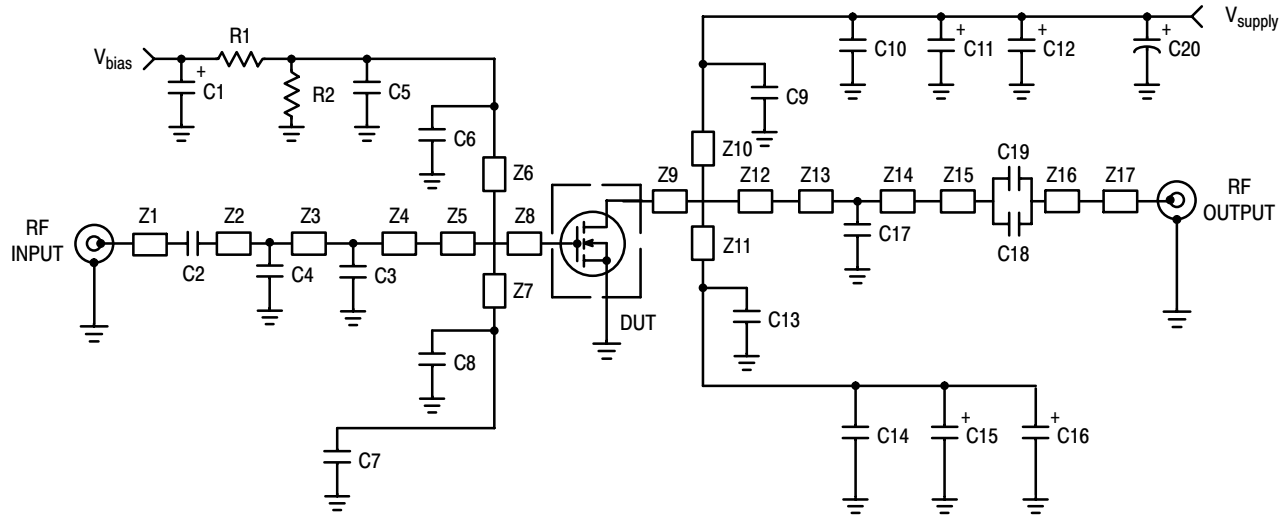 V_supply
C10 C11 + C12 + C20 +
V_bias R1
C1 + R2 C5
C9
C6
Z10
Z6
Z9 Z12 Z13 Z14 Z15 C19 Z16 Z17
RF OUTPUT
RF INPUT
Z1 Z2 Z3 Z4 Z5 Z8
C2 C4 C3
C17 C18
Z11
Z7
DUT
C13
C8
C14 C15 + C16 +
C7